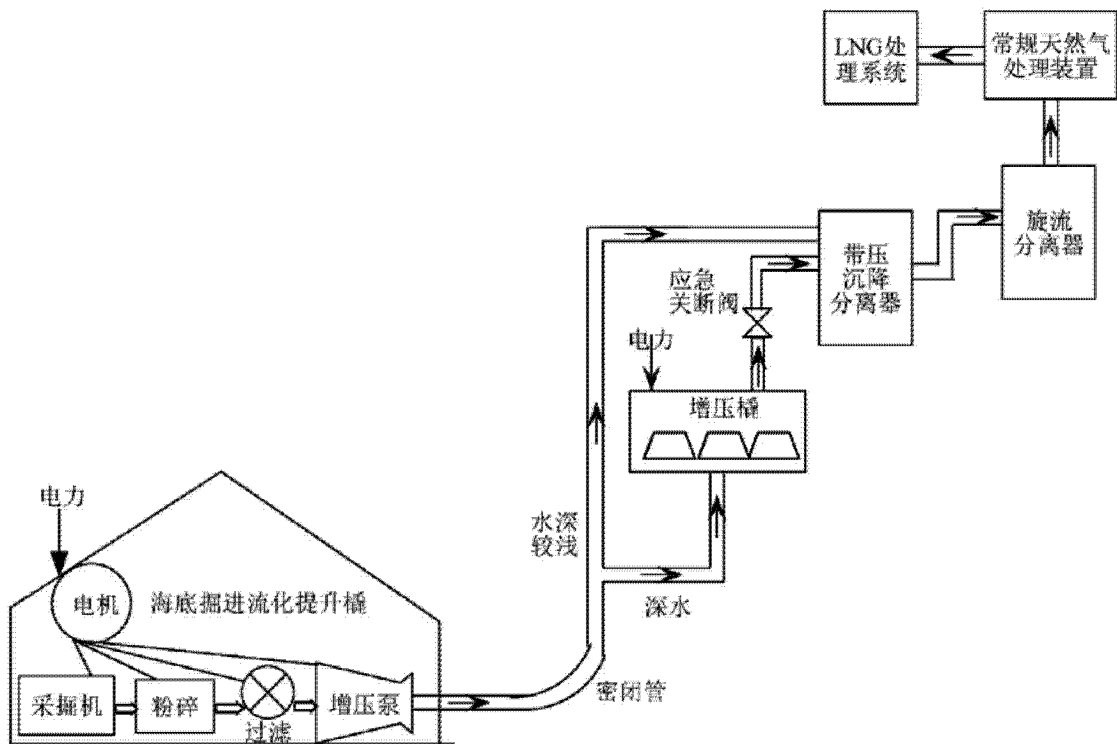 LNG处
理系统
常规天然气
处理装置
旋流
分离器
带压
沉降
分离器
应急
关断阀
电力
增压橇
水深
较浅
深水
密闭管
电力
电机
海底掘进流化提升橇
采掘机
粉碎
过滤
增压泵